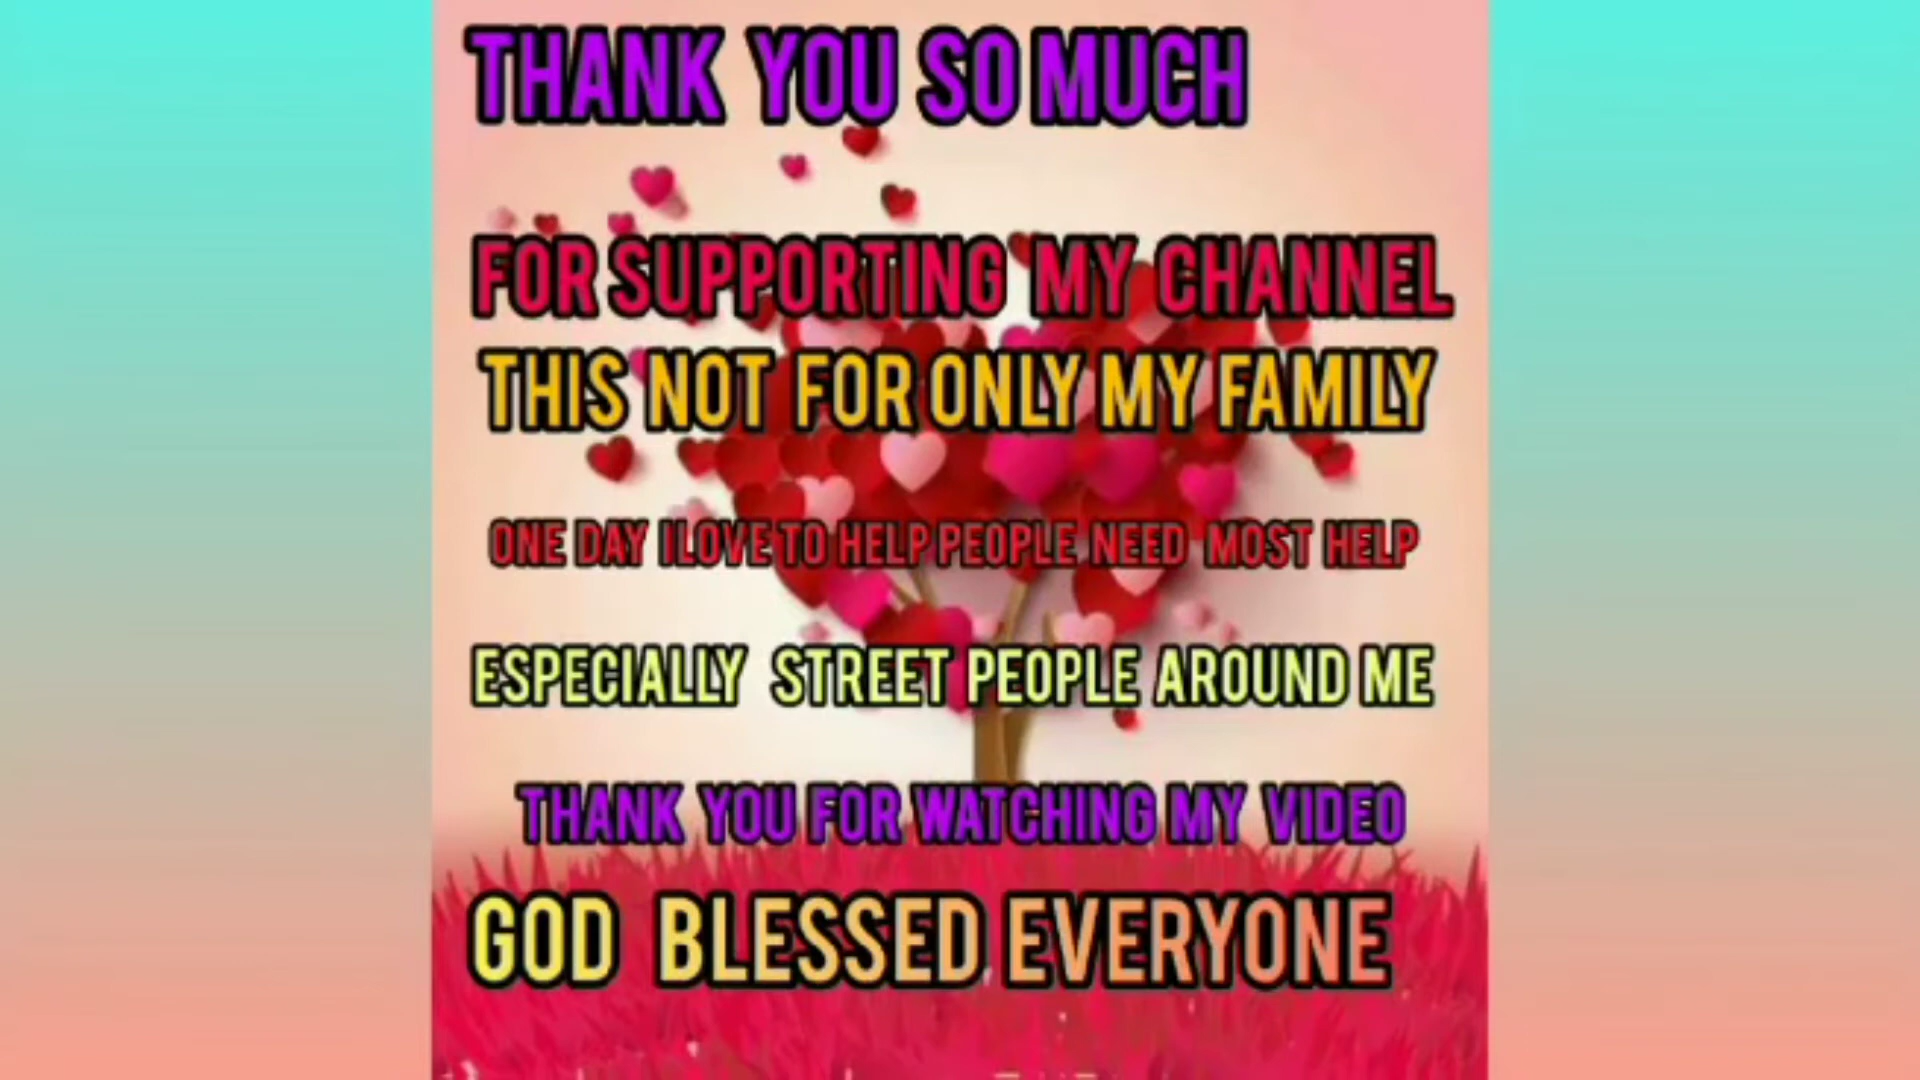 THANK YOU SO MUCH
FOR SUPPORTING MY CHANNEL
THIS NOT FOR ONLY MY FAMILY
ONE DAY I LOVE TO HELP PEOPLE NEED MOST HELP
ESPECIALLY STREET PEOPLE AROUND ME
THANK YOU FOR WATCHING MY VIDEO
GOD BLESSED EVERYONE